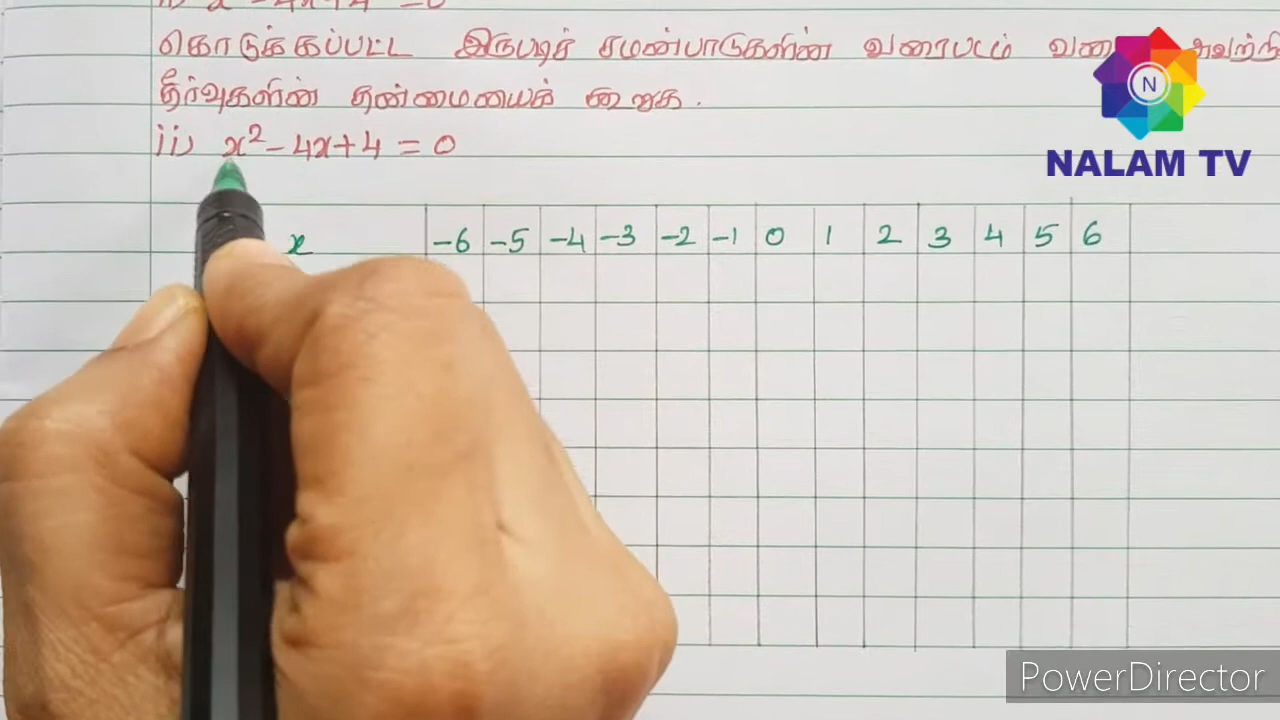 கொடுக்கப்பட்ட இருபடிச் சமன்பாடுகளின் வரைபடம்
தீர்வுகளின் தன்மையைக் கூறுக.
ii) x² - 4x + 4 = 0
x -6 -5 -4 -3 -2 -1 0 1 2 3 4 5 6
N
NALAM TV
PowerDirector